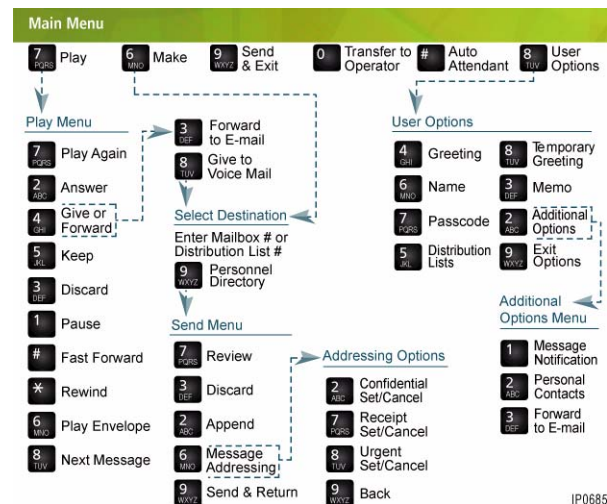 Main Menu
7 PQRS Play
6 MNO Make
9 WXYZ Send
& Exit
0 Transfer to
Operator
# Auto
Attendant
8 TUV User
Options
Play Menu
7 PQRS Play Again
2 ABC Answer
4 GHI Give or
Forward
5 JKL Keep
3 DEF Discard
1 Pause
# Fast Forward
* Rewind
6 MNO Play Envelope
8 TUV Next Message
3 DEF Forward
to E-mail
8 TUV Give to
Voice Mail
Select Destination
Enter Mailbox # or
Distribution List #
9 WXYZ Personnel
Directory
Send Menu
7 PQRS Review
3 DEF Discard
2 ABC Append
6 MNO Message
Addressing
9 WXYZ Send & Return
Addressing Options
2 ABC Confidential
Set/Cancel
7 PQRS Receipt
Set/Cancel
8 TUV Urgent
Set/Cancel
9 WXYZ Back
User Options
4 GHI Greeting
8 TUV Temporary
Greeting
6 MNO Name
3 DEF Memo
7 PQRS Passcode
2 ABC Additional
Options
5 JKL Distribution
Lists
9 WXYZ Exit
Options
Additional
Options Menu
1 Message
Notification
2 ABC Personal
Contacts
3 DEF Forward
to E-mail
IP0685